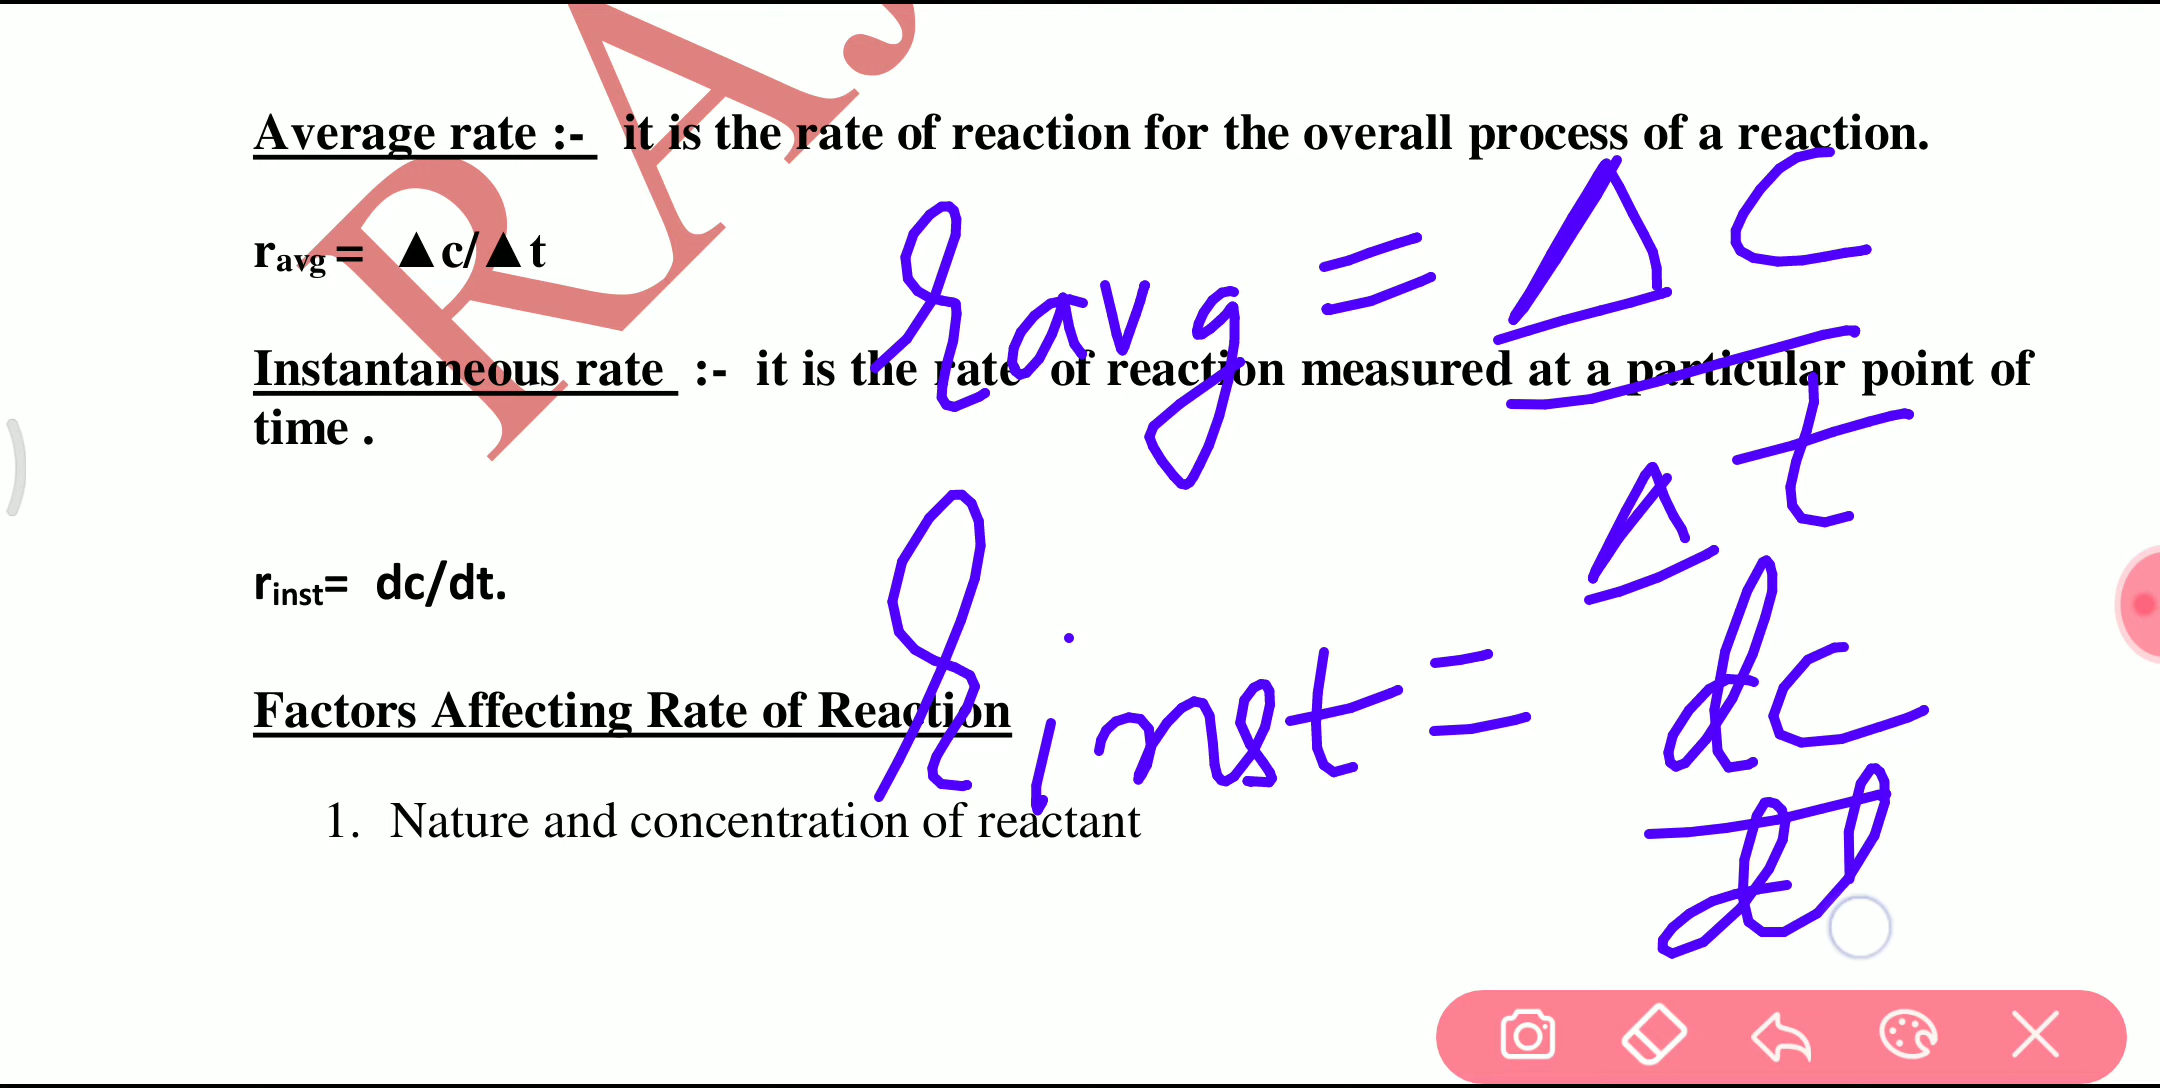 RAJ
Average rate :- it is the rate of reaction for the overall process of a reaction.
ravg = ▲c/▲t
ravg = Δc
Δt
Instantaneous rate :- it is the rate of reaction measured at a particular point of
time .
rinst= dc/dt.
rinst = dc
Factors Affecting Rate of Reaction
1. Nature and concentration of reactant